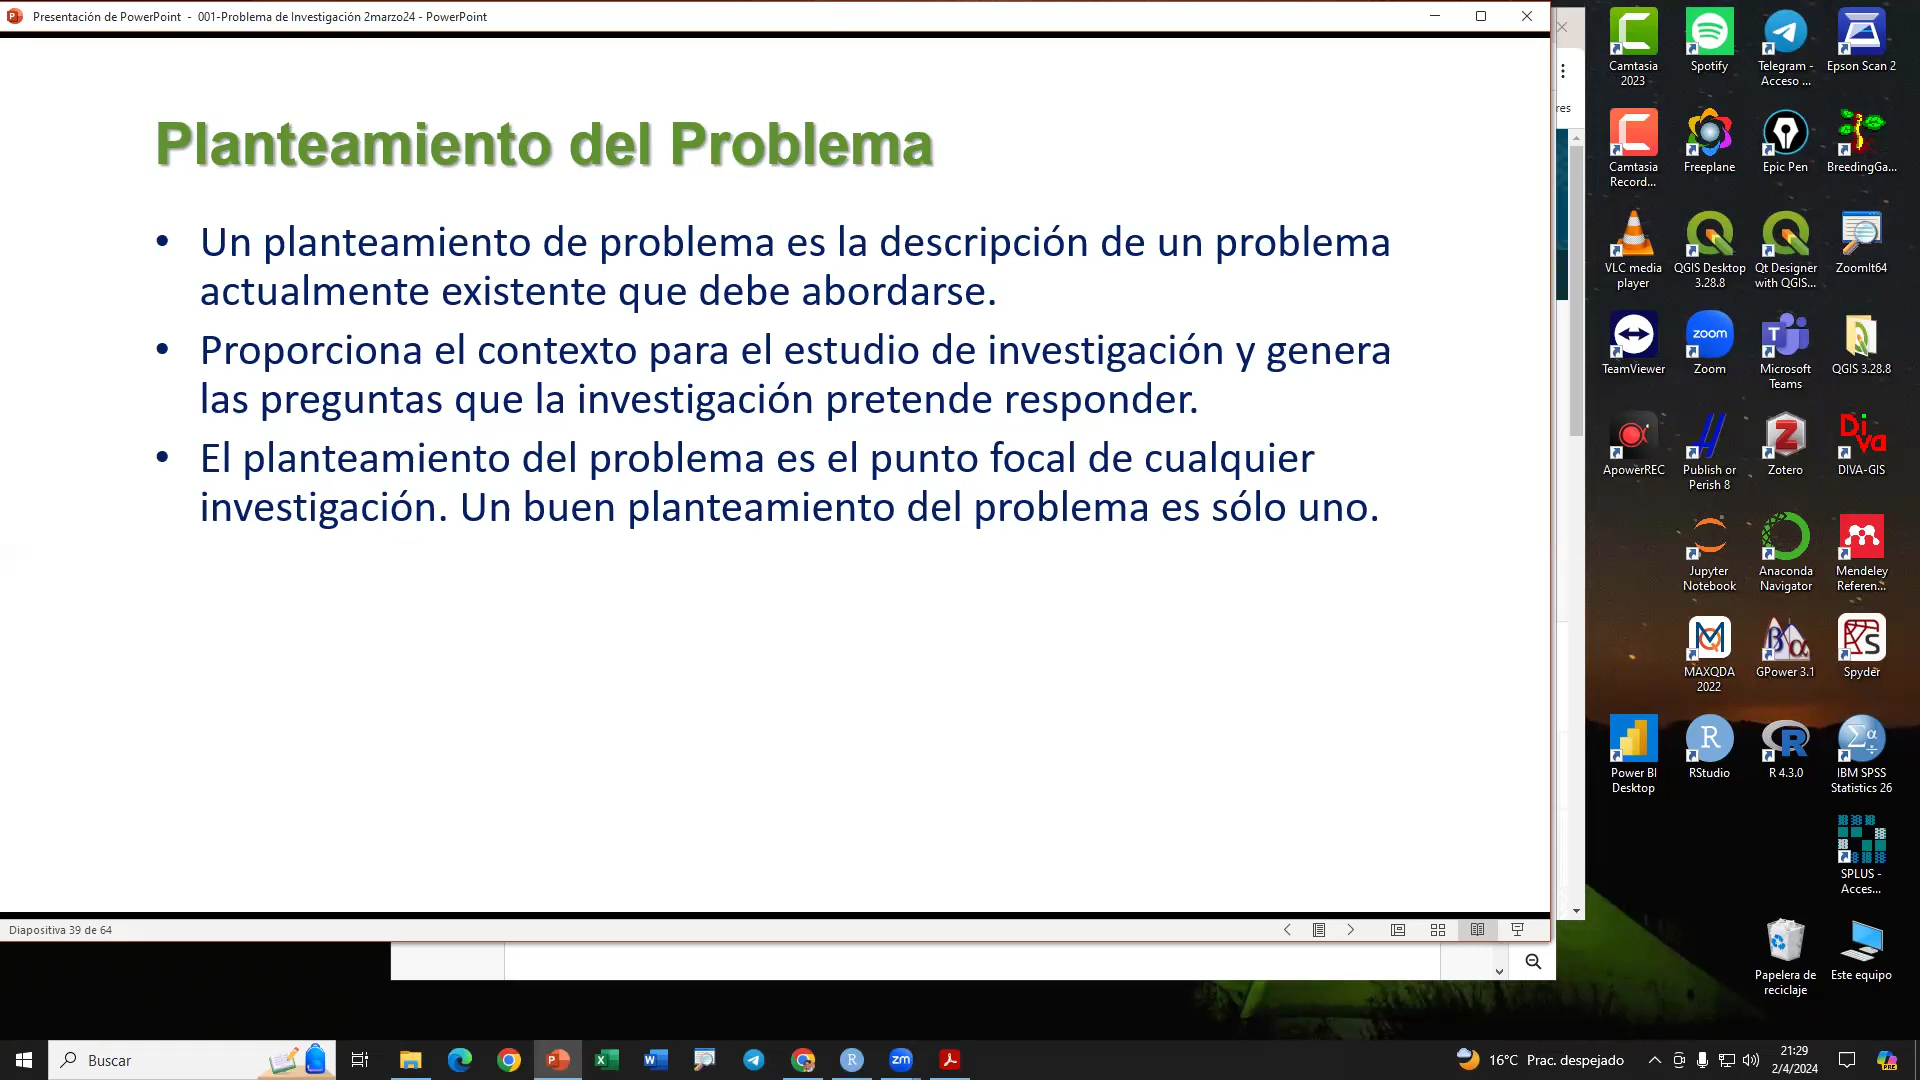 Presentación de PowerPoint - 001-Problema de Investigación 2marzo24 - PowerPoint
Planteamiento del Problema
• Un planteamiento de problema es la descripción de un problema
actualmente existente que debe abordarse.
• Proporciona el contexto para el estudio de investigación y genera
las preguntas que la investigación pretende responder.
• El planteamiento del problema es el punto focal de cualquier
investigación. Un buen planteamiento del problema es sólo uno.
Diapositiva 39 de 64
res
Camtasia
2023
Spotify
Telegram -
Acceso ...
Epson Scan 2
Camtasia
Record...
Freeplane
Epic Pen
BreedingGa...
VLC media
player
QGIS Desktop
3.28.8
Qt Designer
with QGIS...
ZoomIt64
zoom
TeamViewer
Zoom
Microsoft
Teams
QGIS 3.28.8
Diva
ApowerREC
Publish or
Perish 8
Zotero
DIVA-GIS
Jupyter
Notebook
Anaconda
Navigator
Mendeley
Referen...
MAXQDA
2022
GPower 3.1
Spyder
Power BI
Desktop
RStudio
R 4.3.0
IBM SPSS
Statistics 26
SPLUS -
Acces...
Papelera de
reciclaje
Este equipo
Buscar
zm
16°C Prac. despejado
21:29
2/4/2024